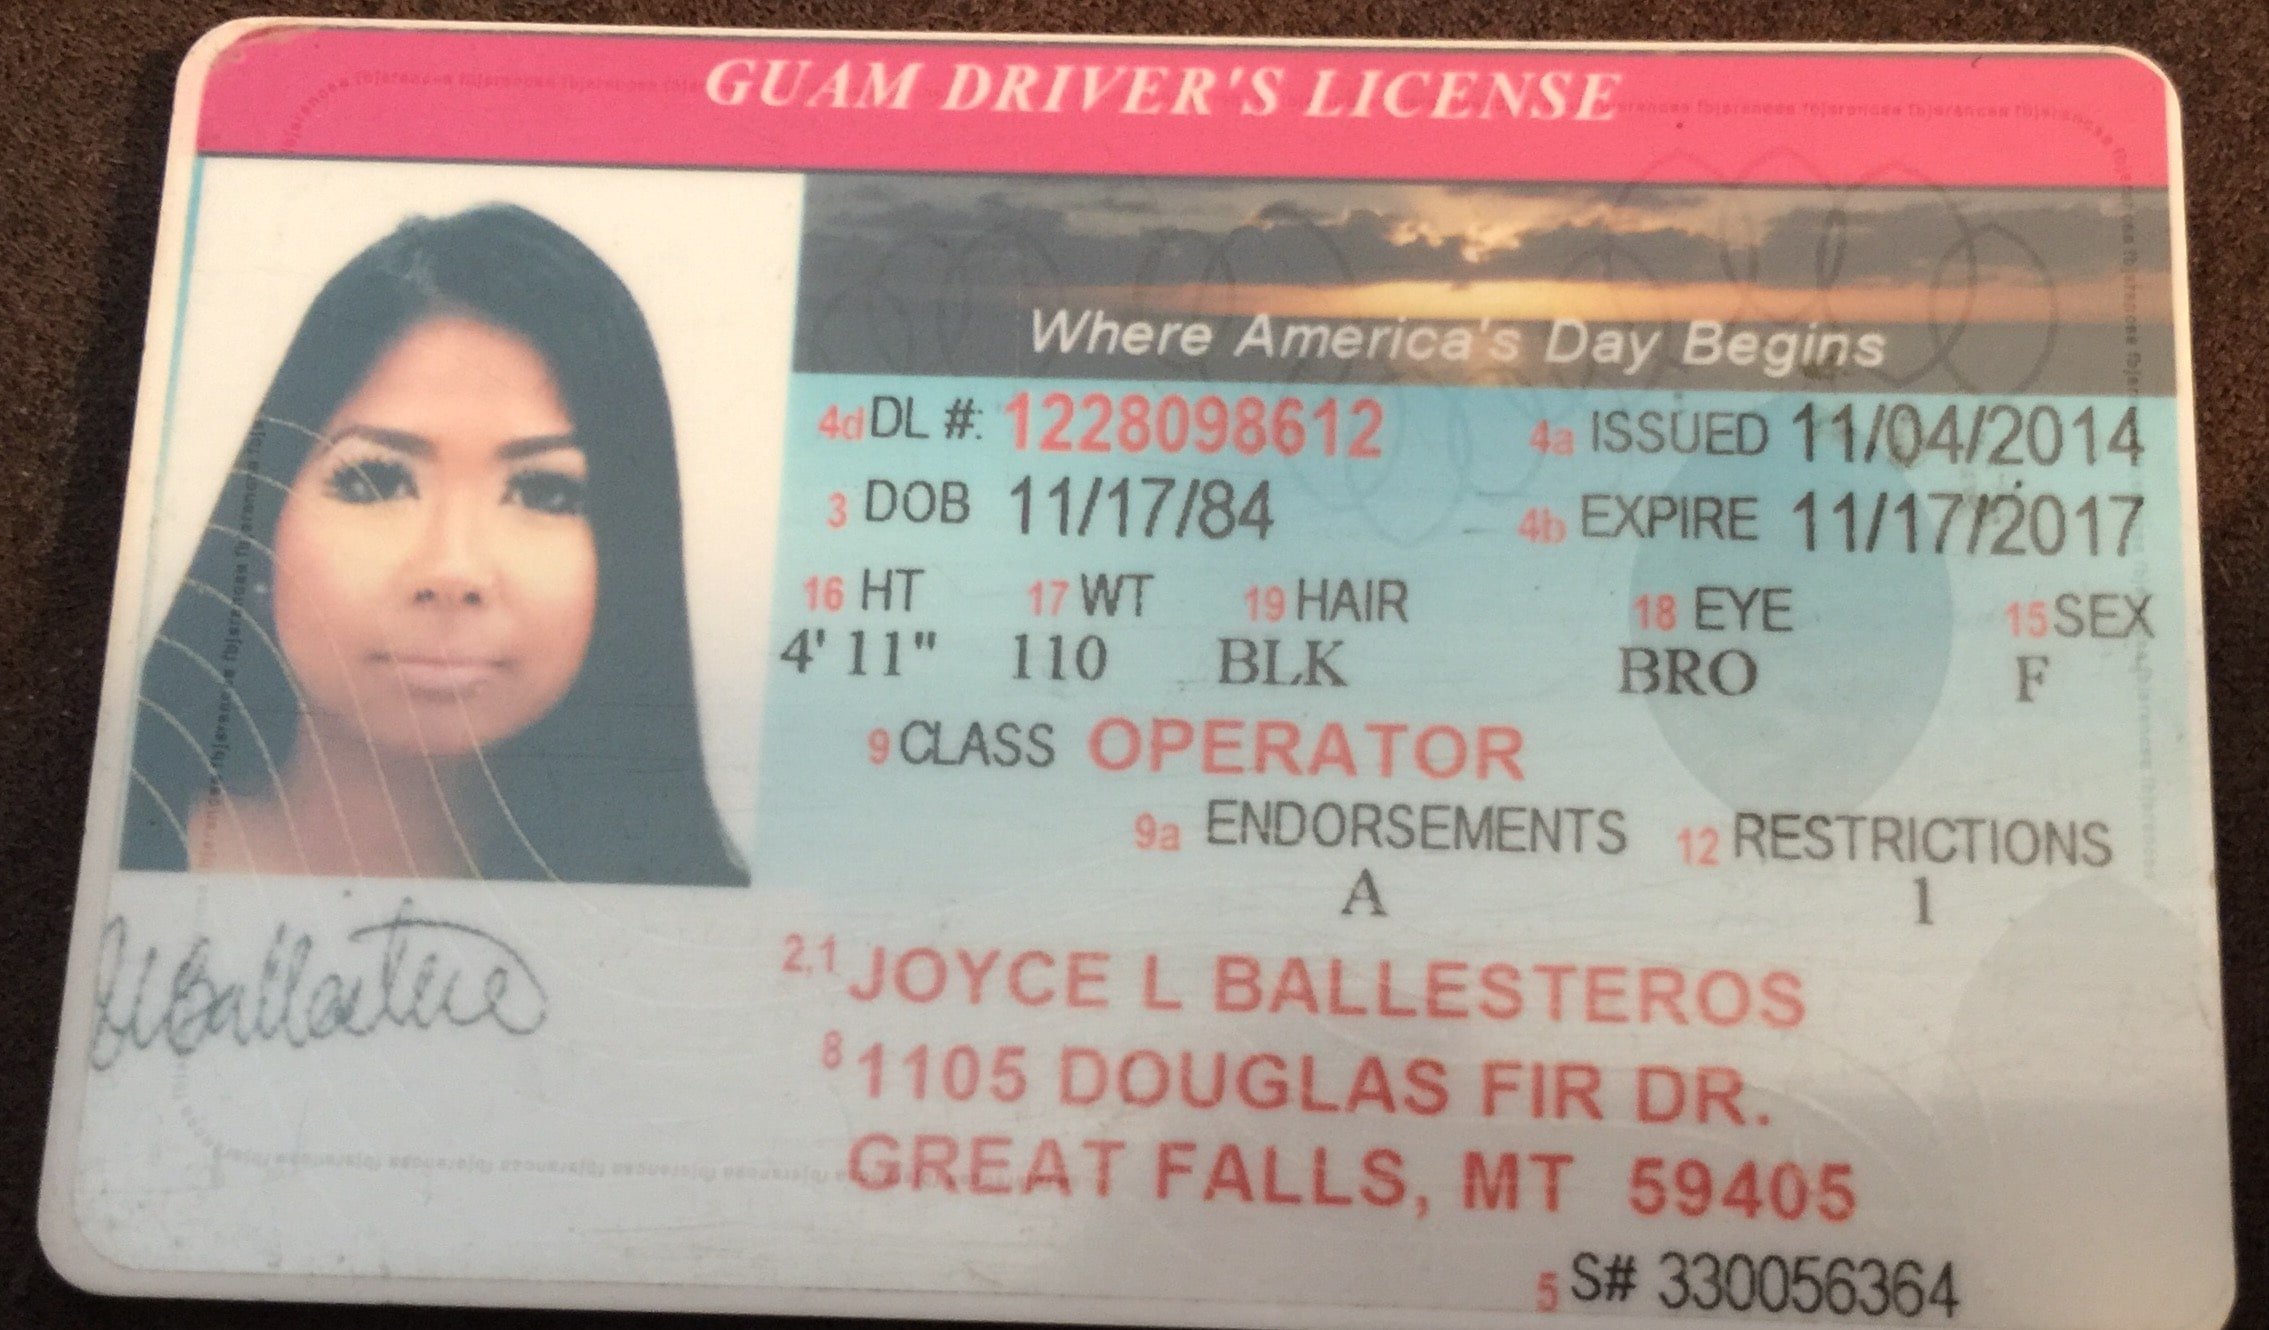 GUAM DRIVER'S LICENSE
Where America's Day Begins
4d DL #: 1228098612 4a ISSUED 11/04/2014
3 DOB 11/17/84 4b EXPIRE 11/17/2017
16 HT 17 WT 19 HAIR 18 EYE 15 SEX
4' 11" 110 BLK BRO F
9 CLASS OPERATOR
9a ENDORSEMENTS 12 RESTRICTIONS
A 1
2,1 JOYCE L BALLESTEROS
8 1105 DOUGLAS FIR DR.
GREAT FALLS, MT 59405
5 S# 330056364